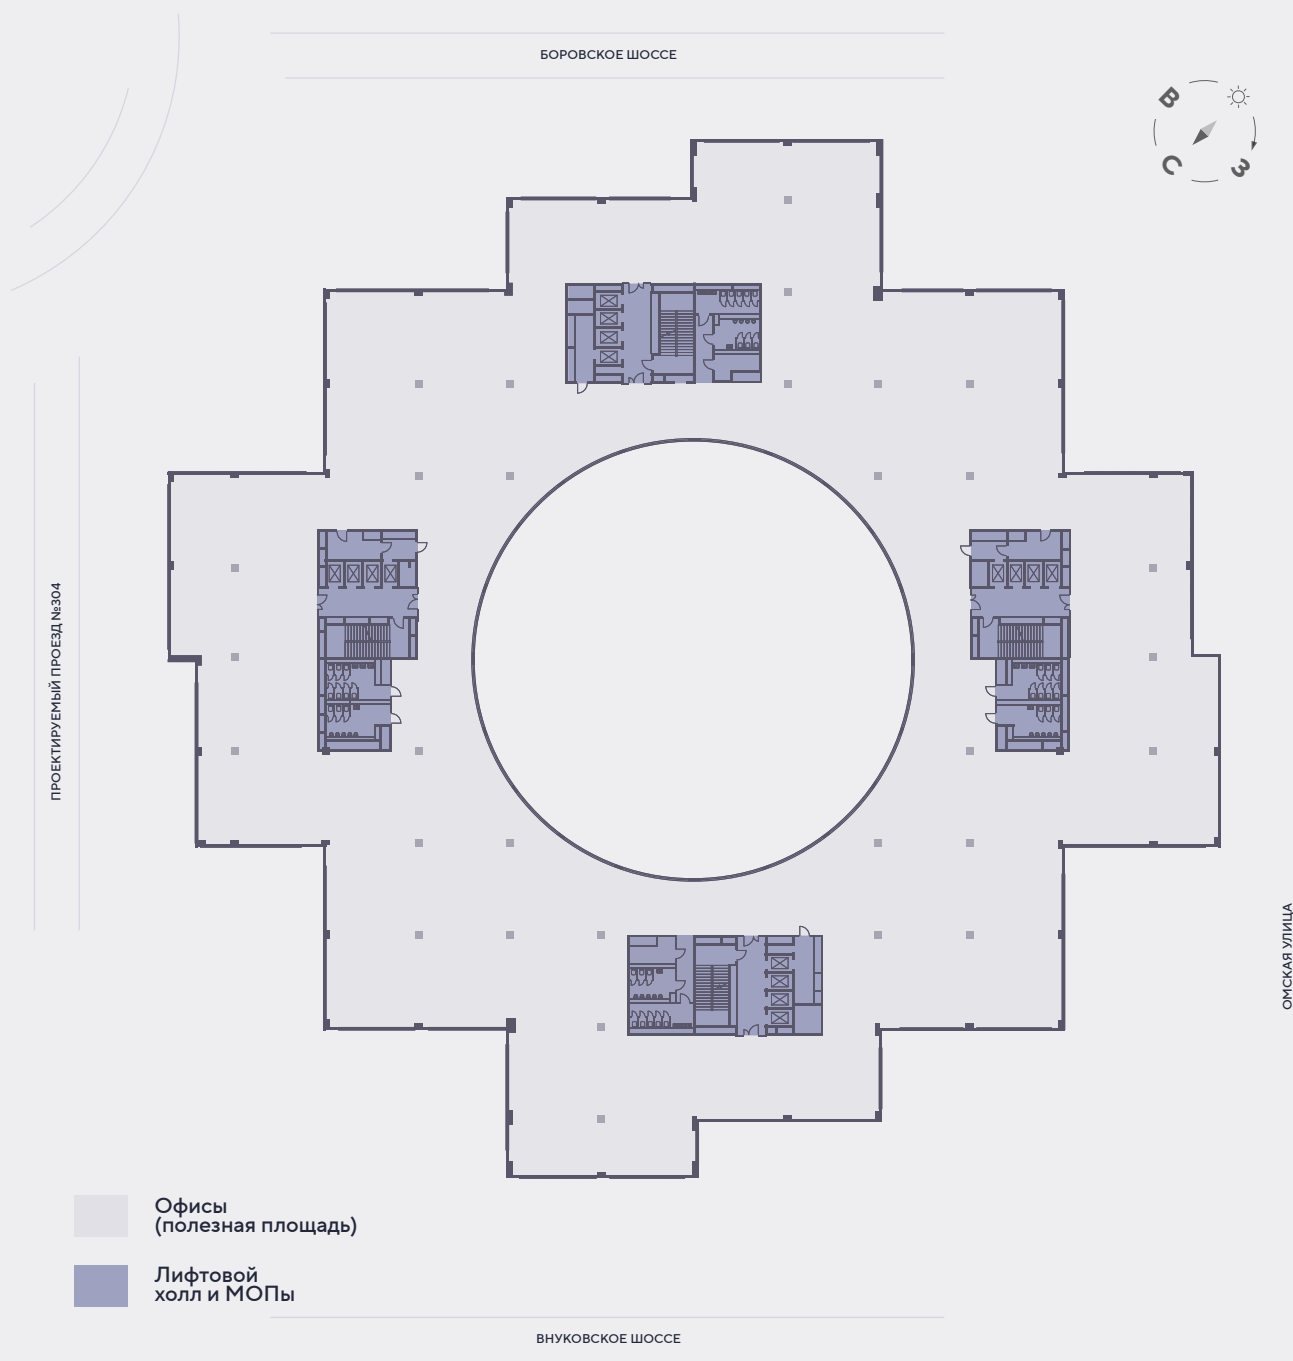 БОРОВСКОЕ ШОССЕ
В
С
З
ПРОЕКТИРУЕМЫЙ ПРОЕЗД №304
ОМСКАЯ УЛИЦА
Офисы
(полезная площадь)
Лифтовой
холл и МОПы
ВНУКОВСКОЕ ШОССЕ